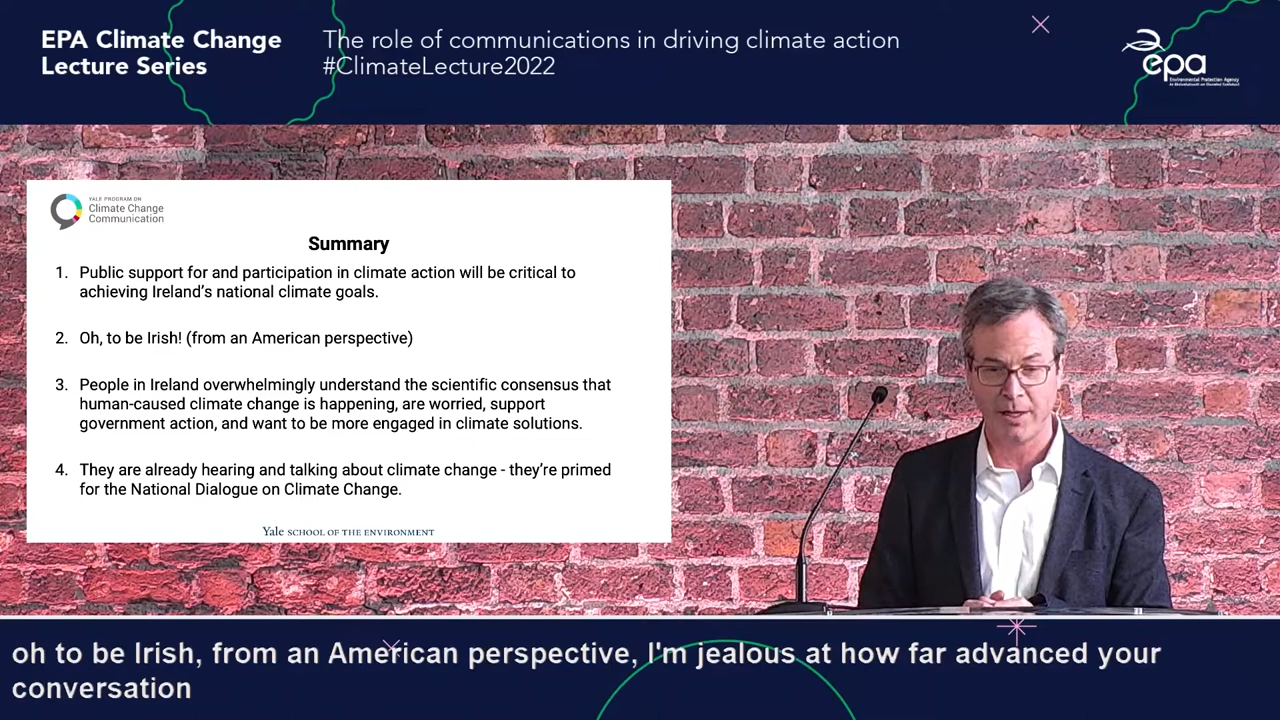 EPA Climate Change
Lecture Series
The role of communications in driving climate action
#ClimateLecture2022
epa
Environmental Protection Agency
YALE PROGRAM ON
Climate Change
Communication
Summary
1. Public support for and participation in climate action will be critical to
achieving Ireland's national climate goals.
2. Oh, to be Irish! (from an American perspective)
3. People in Ireland overwhelmingly understand the scientific consensus that
human-caused climate change is happening, are worried, support
government action, and want to be more engaged in climate solutions.
4. They are already hearing and talking about climate change - they're primed
for the National Dialogue on Climate Change.
Yale SCHOOL OF THE ENVIRONMENT
oh to be Irish, from an American perspective, I'm jealous at how far advanced your
conversation